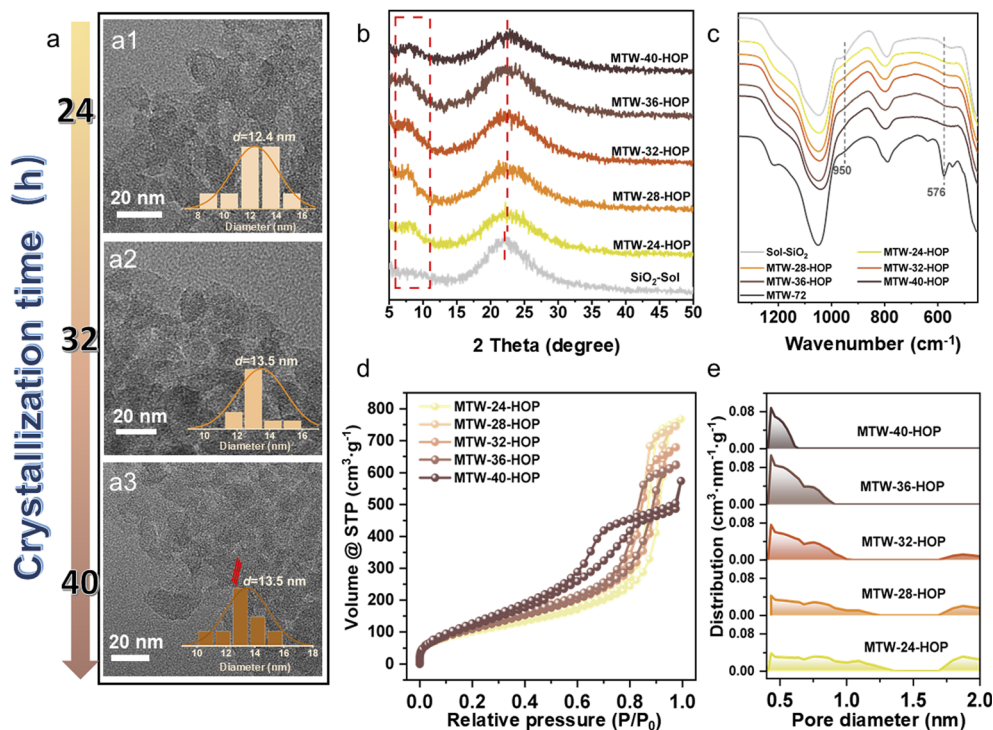 a
Crystallization time (h)
24
32
40
a1
d=12.4 nm
20 nm
8 10 12 14 16
Diameter (nm)
a2
d=13.5 nm
20 nm
10 12 14 16
Diameter (nm)
a3
d=13.5 nm
20 nm
10 12 14 16 18
Diameter (nm)
b
MTW-40-HOP
MTW-36-HOP
MTW-32-HOP
MTW-28-HOP
MTW-24-HOP
SiO2-Sol
5 10 15 20 25 30 35 40 45 50
2 Theta (degree)
c
950
576
Sol-SiO2 MTW-24-HOP
MTW-28-HOP MTW-32-HOP
MTW-36-HOP MTW-40-HOP
MTW-72
1200 1000 800 600
Wavenumber (cm-1)
d
MTW-24-HOP
MTW-28-HOP
MTW-32-HOP
MTW-36-HOP
MTW-40-HOP
800
700
600
500
400
300
200
100
0
Volume @ STP (cm3·g-1)
0.0 0.2 0.4 0.6 0.8 1.0
Relative pressure (P/P0)
e
Distribution (cm3·nm-1·g-1)
0.08
MTW-40-HOP
0.00
0.08
MTW-36-HOP
0.00
0.08
MTW-32-HOP
0.00
0.08
MTW-28-HOP
0.00
0.08
MTW-24-HOP
0.00
0.5 1.0 1.5 2.0
Pore diameter (nm)